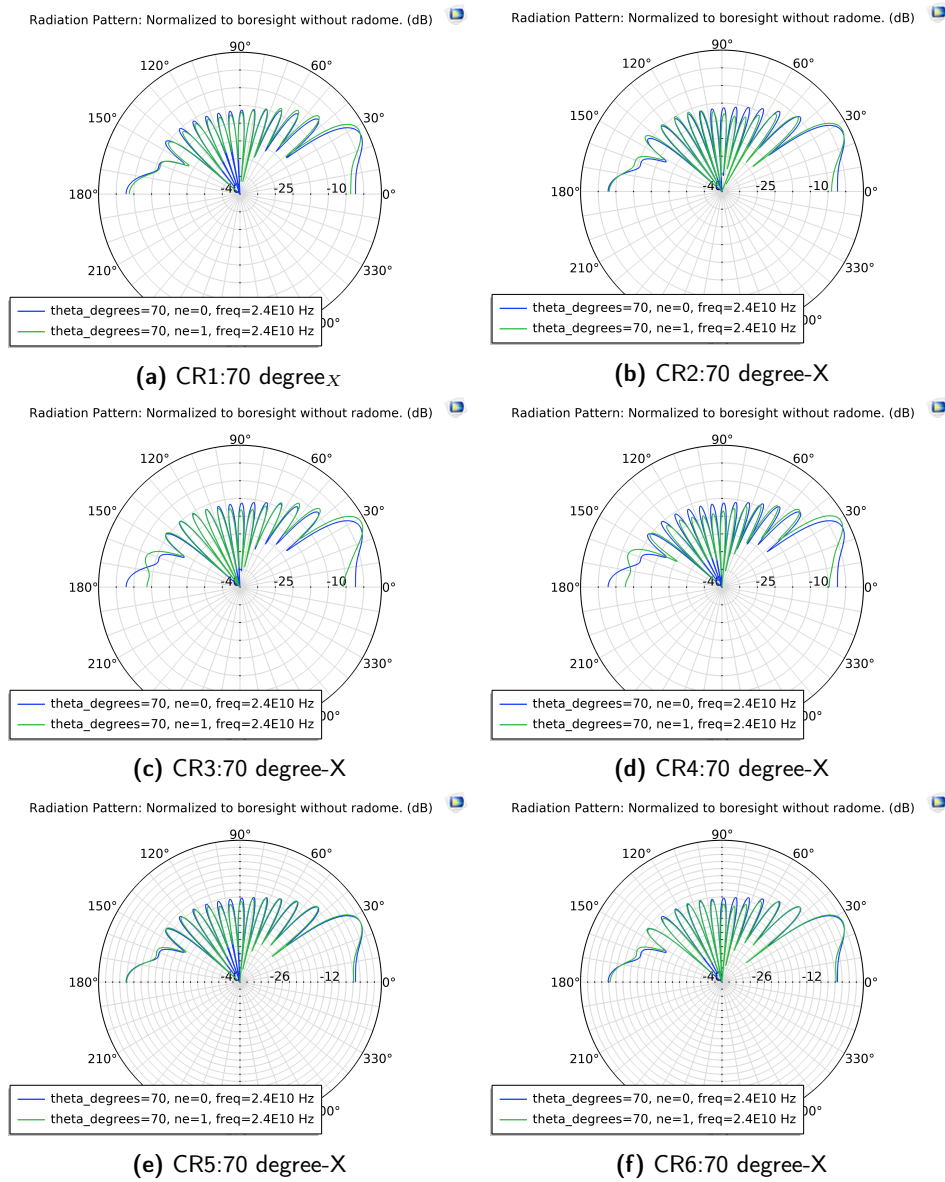 Radiation Pattern: Normalized to boresight without radome. (dB)
90°
120° 60°
150° 30°
180° -40 -25 -10 0°
210° 330°
theta_degrees=70, ne=0, freq=2.4E10 Hz
theta_degrees=70, ne=1, freq=2.4E10 Hz
00°
(a) CR1:70 degreeX
Radiation Pattern: Normalized to boresight without radome. (dB)
90°
120° 60°
150° 30°
180° -40 -25 -10 0°
210° 330°
theta_degrees=70, ne=0, freq=2.4E10 Hz
theta_degrees=70, ne=1, freq=2.4E10 Hz
00°
(b) CR2:70 degree-X
Radiation Pattern: Normalized to boresight without radome. (dB)
90°
120° 60°
150° 30°
180° -40 -25 -10 0°
210° 330°
theta_degrees=70, ne=0, freq=2.4E10 Hz
theta_degrees=70, ne=1, freq=2.4E10 Hz
00°
(c) CR3:70 degree-X
Radiation Pattern: Normalized to boresight without radome. (dB)
90°
120° 60°
150° 30°
180° -40 -25 -10 0°
210° 330°
theta_degrees=70, ne=0, freq=2.4E10 Hz
theta_degrees=70, ne=1, freq=2.4E10 Hz
00°
(d) CR4:70 degree-X
Radiation Pattern: Normalized to boresight without radome. (dB)
90°
120° 60°
150° 30°
180° -40 -26 -12 0°
210° 330°
theta_degrees=70, ne=0, freq=2.4E10 Hz
theta_degrees=70, ne=1, freq=2.4E10 Hz
00°
(e) CR5:70 degree-X
Radiation Pattern: Normalized to boresight without radome. (dB)
90°
120° 60°
150° 30°
180° -40 -26 -12 0°
210° 330°
theta_degrees=70, ne=0, freq=2.4E10 Hz
theta_degrees=70, ne=1, freq=2.4E10 Hz
00°
(f) CR6:70 degree-X